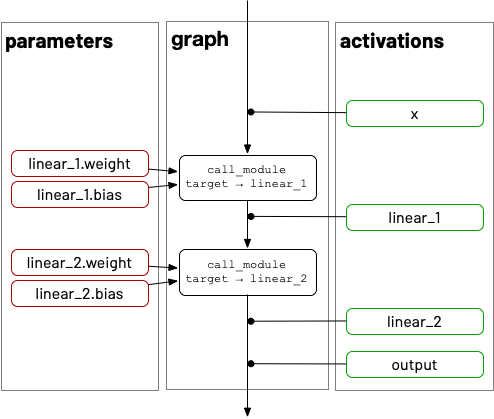 parameters
graph
activations
x
linear_1.weight
linear_1.bias
call_module
target → linear_1
linear_1
linear_2.weight
linear_2.bias
call_module
target → linear_2
linear_2
output